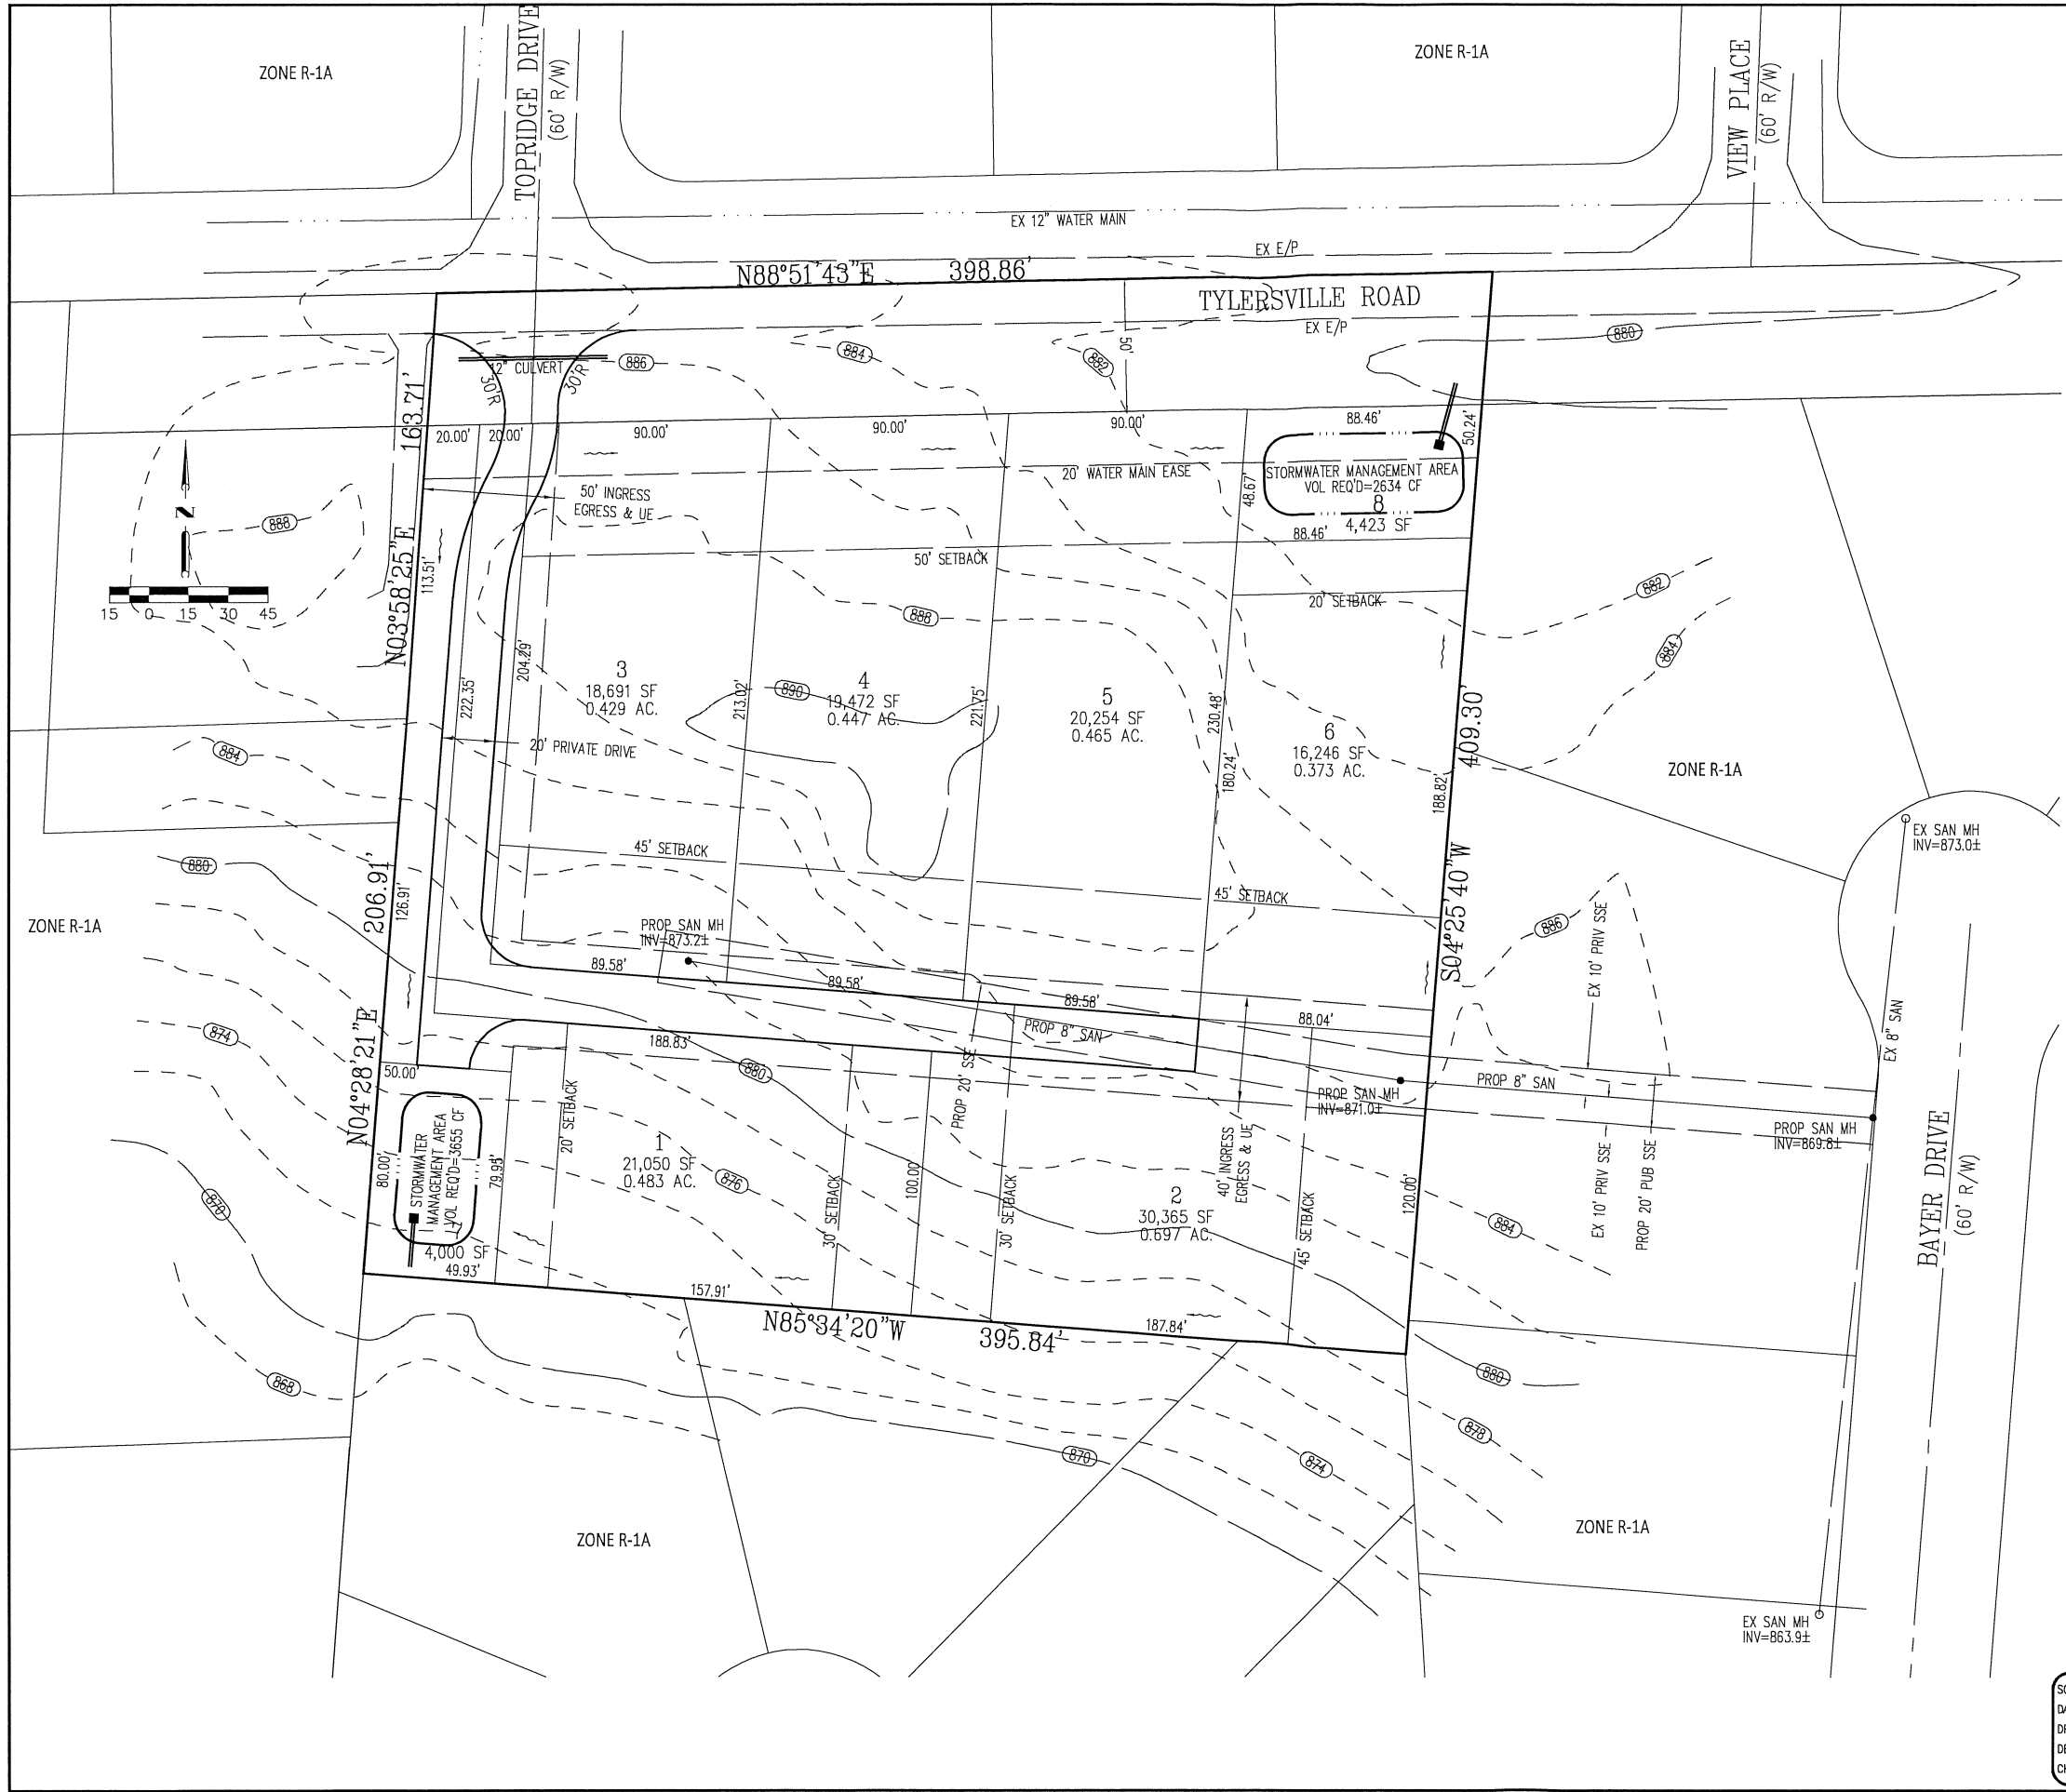 ZONE R-1A
TOPRIDGE DRIVE
(60' R/W)
ZONE R-1A
VIEW PLACE
(60' R/W)
EX 12" WATER MAIN
EX E/P
N88°51'43"E 398.86'
TYLERSVILLE ROAD
EX E/P
880
50'
884
882
886
12" CULVERT
30'R
30'R
163.71'
20.00'
20.00'
90.00'
90.00'
90.00'
88.46'
50.24'
20' WATER MAIN EASE
STORMWATER MANAGEMENT AREA
VOL REQ'D=2634 CF
8
4,423 SF
48.67'
88.46'
50' INGRESS
EGRESS & UE
N
888
15 0 15 30 45
N03°58'25"E
113.51'
50' SETBACK
20' SETBACK
882
884
888
204.29'
222.35'
3
18,691 SF
0.429 AC.
890
4
19,472 SF
0.447 AC.
213.02'
221.75'
5
20,254 SF
0.465 AC.
230.48'
180.24'
6
16,246 SF
0.373 AC.
409.30'
188.82'
ZONE R-1A
20' PRIVATE DRIVE
884
880
45' SETBACK
45' SETBACK
EX SAN MH
INV=873.0±
206.91'
126.91'
ZONE R-1A
S04°25'40"W
886
EX 10' PRIV SSE
PROP SAN MH
INV=873.2±
89.58'
89.58'
89.58'
88.04'
PROP 8" SAN
EX 8" SAN
874
N04°28'21"E
50.00'
188.83'
880
PROP 20' SSE
PROP SAN MH
INV=871.0±
PROP 8" SAN
PROP SAN MH
INV=869.8±
BAYER DRIVE
(60' R/W)
80.00'
STORMWATER
MANAGEMENT AREA
VOL REQ'D=3655 CF
7
4,000 SF
49.93'
79.95'
20' SETBACK
1
21,050 SF
0.483 AC.
876
30' SETBACK
100.00'
30' SETBACK
2
30,365 SF
0.697 AC.
40' INGRESS
EGRESS & UE
45' SETBACK
120.00'
884
EX 10' PRIV SSE
PROP 20' PUB SSE
870
157.91'
N85°34'20"W 395.84'
187.84'
868
880
878
870
874
ZONE R-1A
ZONE R-1A
EX SAN MH
INV=863.9±